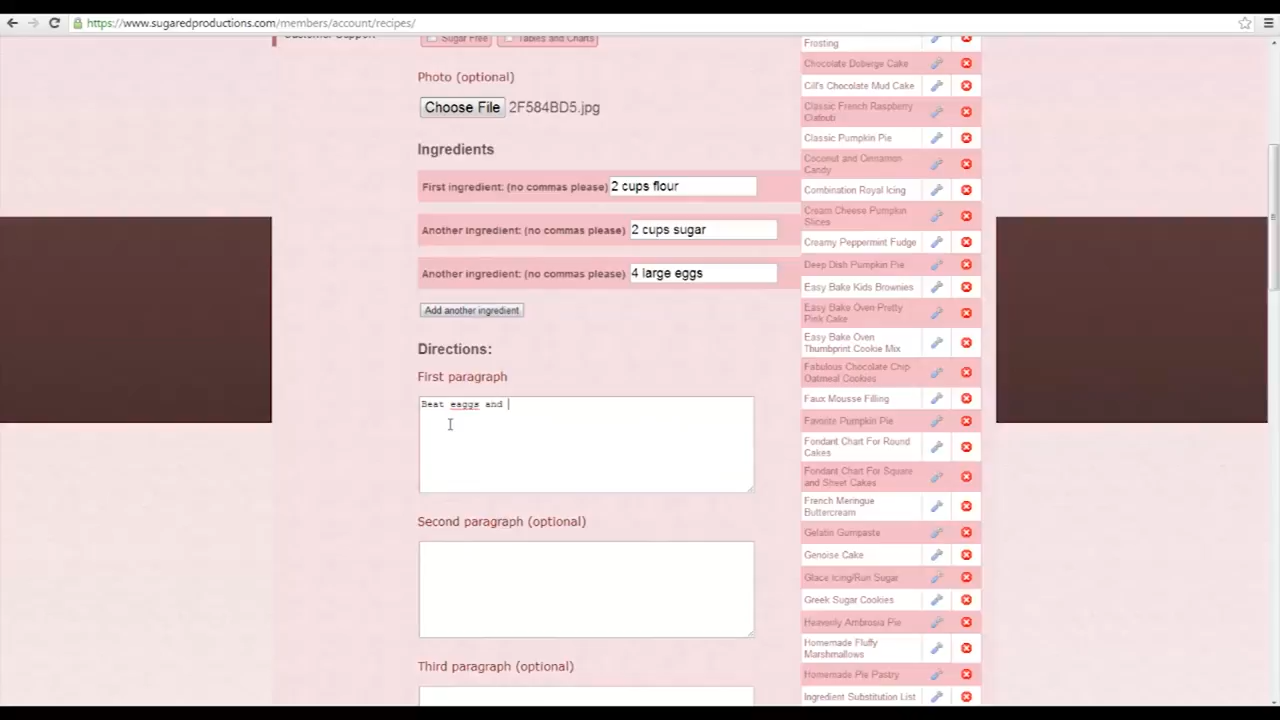 https://www.sugaredproductions.com/members/account/recipes/
Customer Support
Sugar Free
Tables and Charts
Photo (optional)
Choose File 2F584BD5.jpg
Ingredients
First ingredient: (no commas please) 2 cups flour
Another ingredient: (no commas please) 2 cups sugar
Another ingredient: (no commas please) 4 large eggs
Add another ingredient
Directions:
First paragraph
Beat eaggs and
Second paragraph (optional)
Third paragraph (optional)
Frosting
Chocolate Doberge Cake
Cill's Chocolate Mud Cake
Classic French Raspberry
Clafouti
Classic Pumpkin Pie
Coconut and Cinnamon
Candy
Combination Royal Icing
Cream Cheese Pumpkin
Slices
Creamy Peppermint Fudge
Deep Dish Pumpkin Pie
Easy Bake Kids Brownies
Easy Bake Oven Pretty
Pink Cake
Easy Bake Oven
Thumbprint Cookie Mix
Fabulous Chocolate Chip
Oatmeal Cookies
Faux Mousse Filling
Favorite Pumpkin Pie
Fondant Chart For Round
Cakes
Fondant Chart For Square
and Sheet Cakes
French Meringue
Buttercream
Gelatin Gumpaste
Genoise Cake
Glace Icing/Run Sugar
Greek Sugar Cookies
Heavenly Ambrosia Pie
Homemade Fluffy
Marshmallows
Homemade Pie Pastry
Ingredient Substitution List